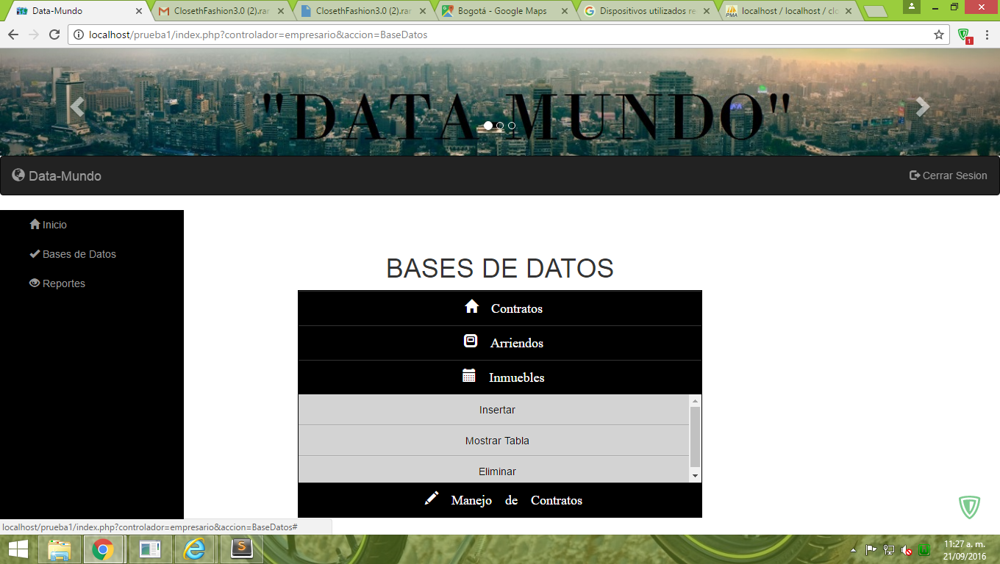 Data-Mundo
ClosethFashion3.0 (2).rar
ClosethFashion3.0 (2).rar
Bogotá - Google Maps
Dispositivos utilizados re
localhost / localhost / clo
localhost/prueba1/index.php?controlador=empresario&accion=BaseDatos
1
"DATA MUNDO"
Data-Mundo
Cerrar Sesion
Inicio
Bases de Datos
Reportes
BASES DE DATOS
Contratos
Arriendos
Inmuebles
Insertar
Mostrar Tabla
Eliminar
Manejo de Contratos
localhost/prueba1/index.php?controlador=empresario&accion=BaseDatos#
11:27 a. m.
21/09/2016